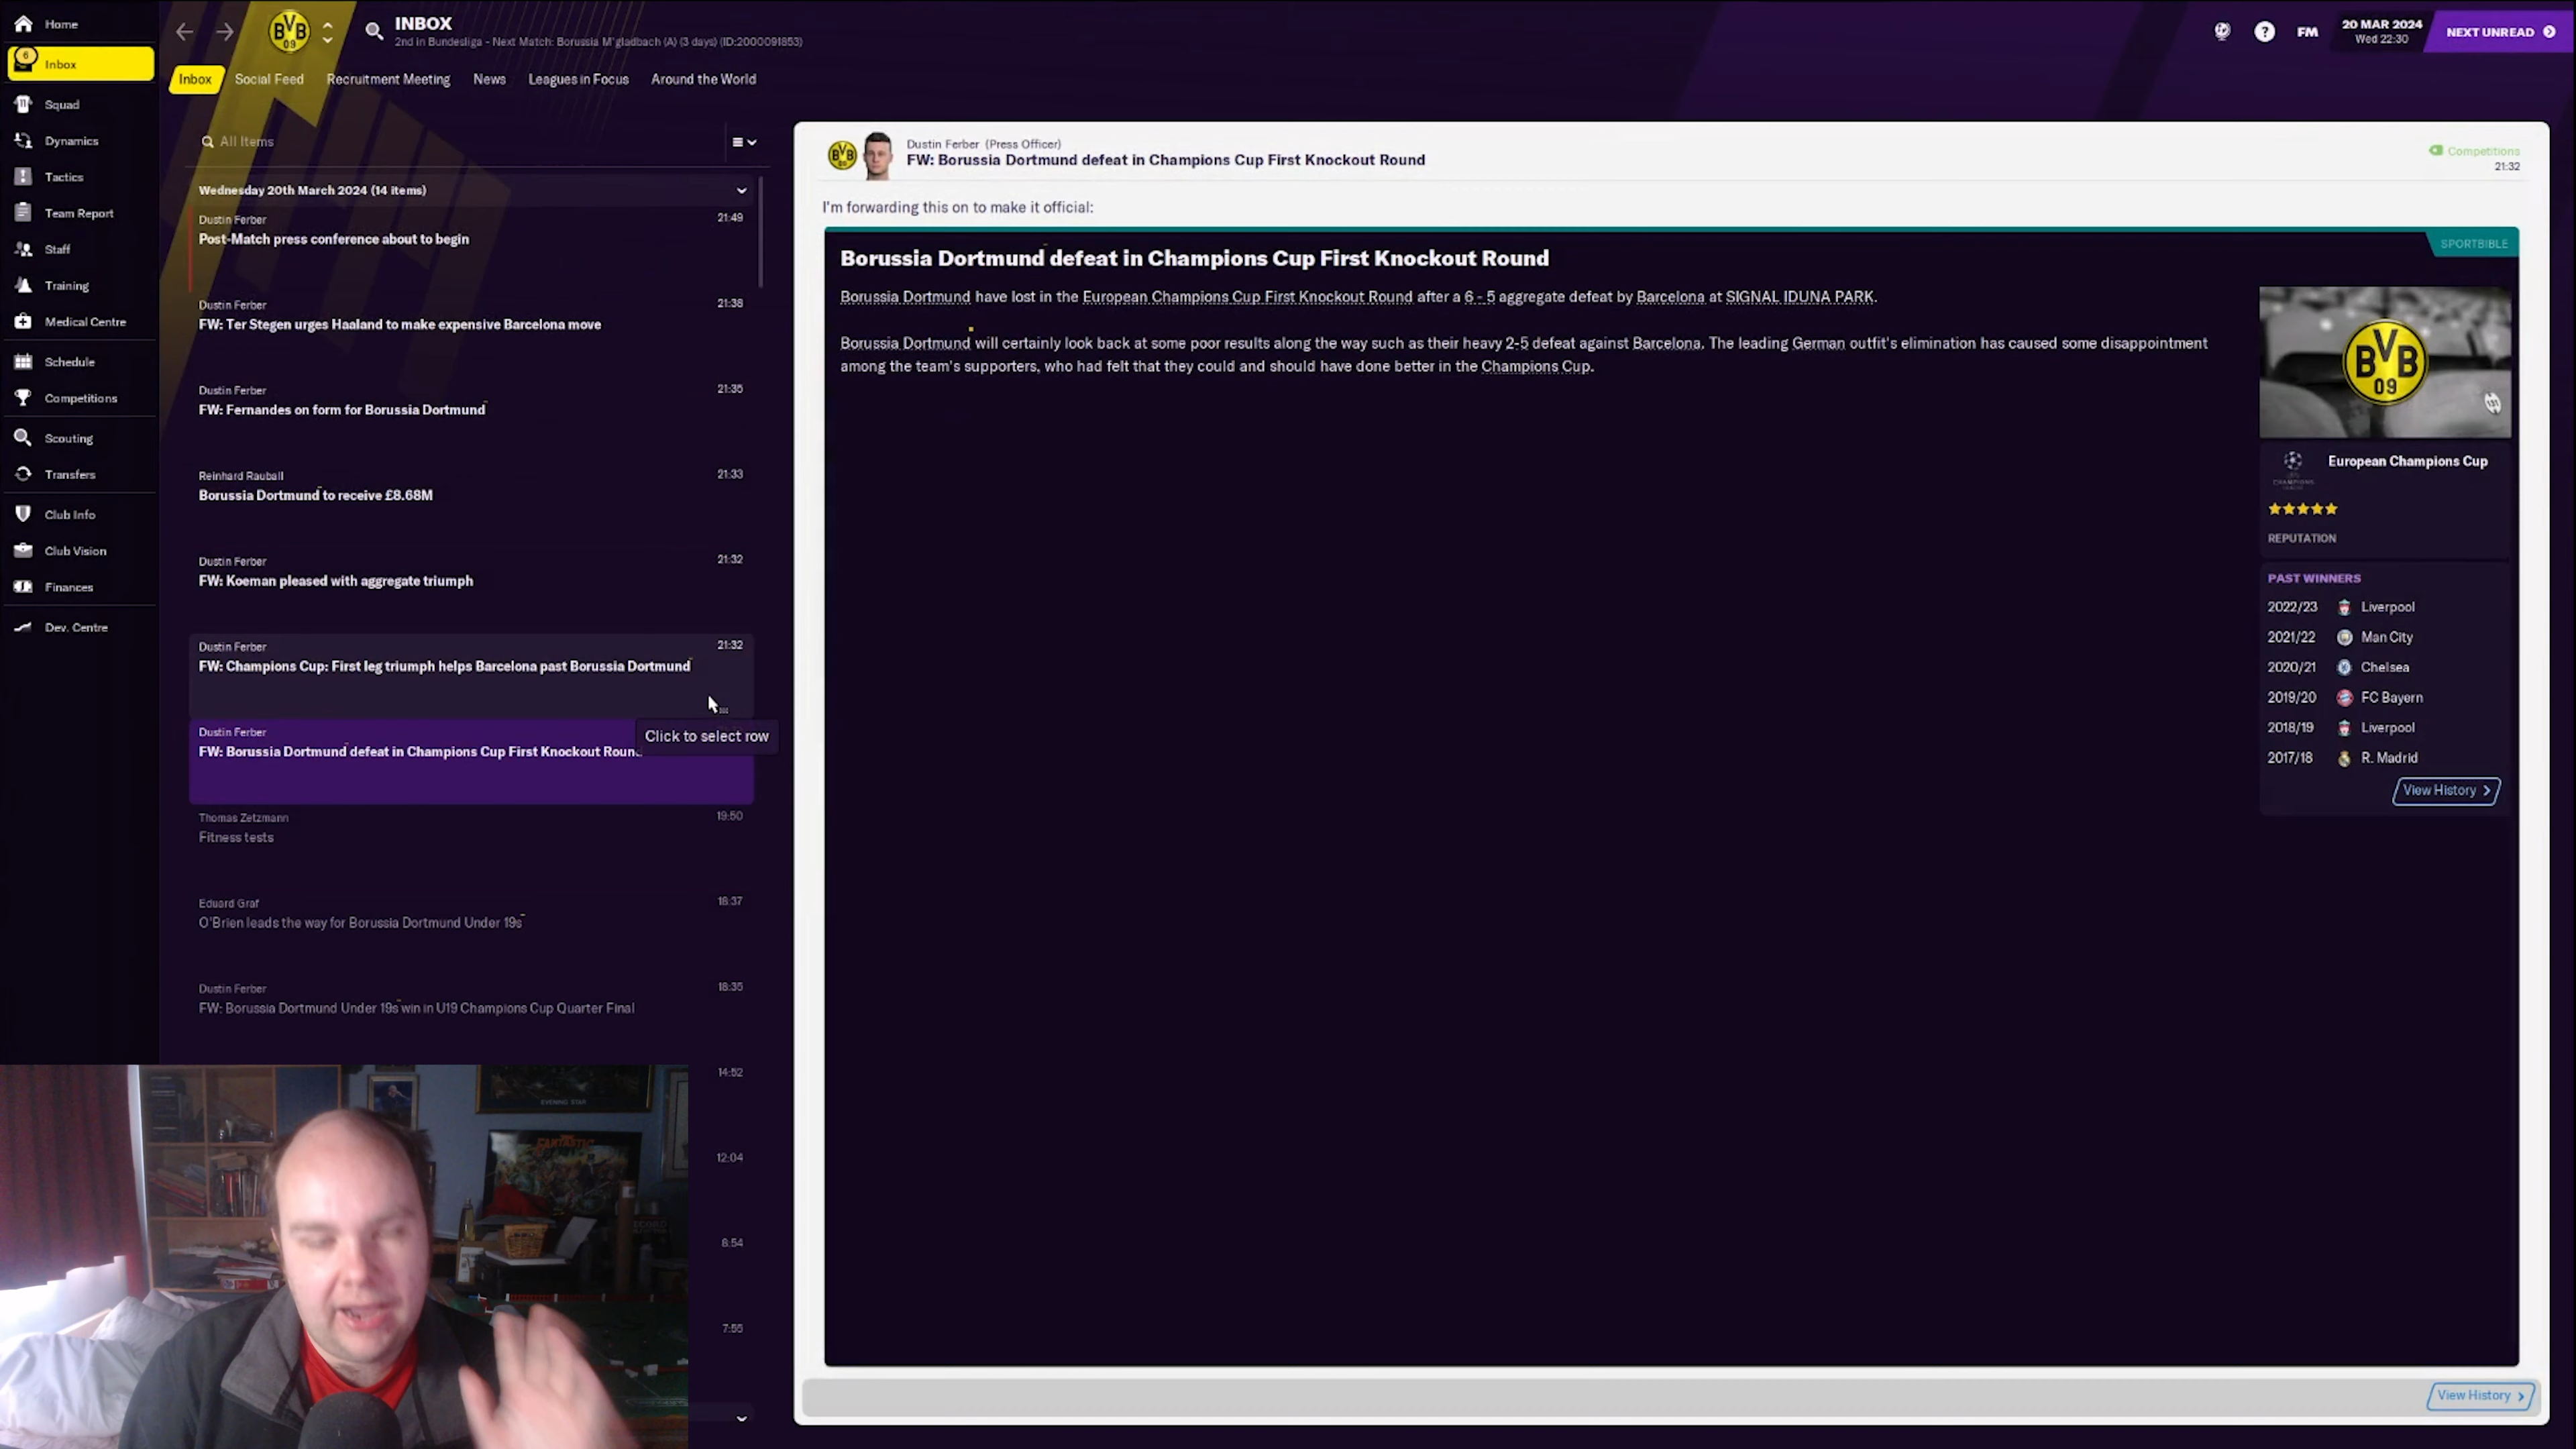 Home
Inbox
6
Squad
Dynamics
Tactics
Team Report
Staff
Training
Medical Centre
Schedule
Competitions
Scouting
Transfers
Club Info
Club Vision
Finances
Dev. Centre
BVB
09
INBOX
2nd in Bundesliga - Next Match: Borussia M'gladbach (A) (3 days) (ID:2000091853)
FM
20 MAR 2024
Wed 22:30
NEXT UNREAD
Inbox
Social Feed
Recruitment Meeting
News
Leagues in Focus
Around the World
All Items
Wednesday 20th March 2024 (14 items)
Dustin Ferber
21:49
Post-Match press conference about to begin
Dustin Ferber
21:38
FW: Ter Stegen urges Haaland to make expensive Barcelona move
Dustin Ferber
21:35
FW: Fernandes on form for Borussia Dortmund
Reinhard Rauball
21:33
Borussia Dortmund to receive £8.68M
Dustin Ferber
21:32
FW: Koeman pleased with aggregate triumph
Dustin Ferber
21:32
FW: Champions Cup: First leg triumph helps Barcelona past Borussia Dortmund
Dustin Ferber
Click to select row
FW: Borussia Dortmund defeat in Champions Cup First Knockout
Thomas Zetzmann
19:50
Fitness tests
Eduard Graf
18:37
O'Brien leads the way for Borussia Dortmund Under 19s
Dustin Ferber
18:35
FW: Borussia Dortmund Under 19s win in U19 Champions Cup Quarter Final
14:52
12:04
8:54
7:55
EVENING STAR
FANTASTIC
BVB
Dustin Ferber (Press Officer)
FW: Borussia Dortmund defeat in Champions Cup First Knockout Round
Competitions
21:32
I'm forwarding this on to make it official:
SPORTBIBLE
Borussia Dortmund defeat in Champions Cup First Knockout Round
Borussia Dortmund have lost in the European Champions Cup First Knockout Round after a 6 - 5 aggregate defeat by Barcelona at SIGNAL IDUNA PARK.
Borussia Dortmund will certainly look back at some poor results along the way such as their heavy 2-5 defeat against Barcelona. The leading German outfit's elimination has caused some disappointment
among the team's supporters, who had felt that they could and should have done better in the Champions Cup.
BVB
09
European Champions Cup
REPUTATION
PAST WINNERS
2022/23 Liverpool
2021/22 Man City
2020/21 Chelsea
2019/20 FC Bayern
2018/19 Liverpool
2017/18 R. Madrid
View History
View History